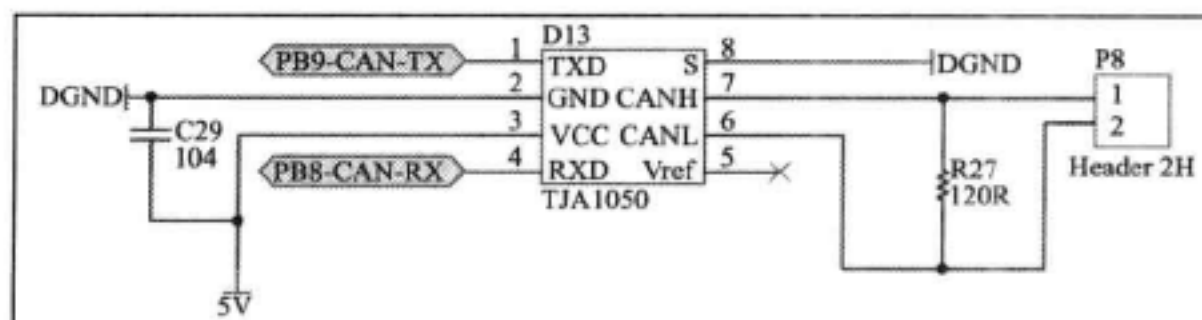 D13
PB9-CAN-TX 1 TXD S 8 DGND
P8
DGND 2 GND CANH 7 1
C29 3 VCC CANL 6 2
104
PB8-CAN-RX 4 RXD Vref 5
R27 Header 2H
120R
TJA1050
5V